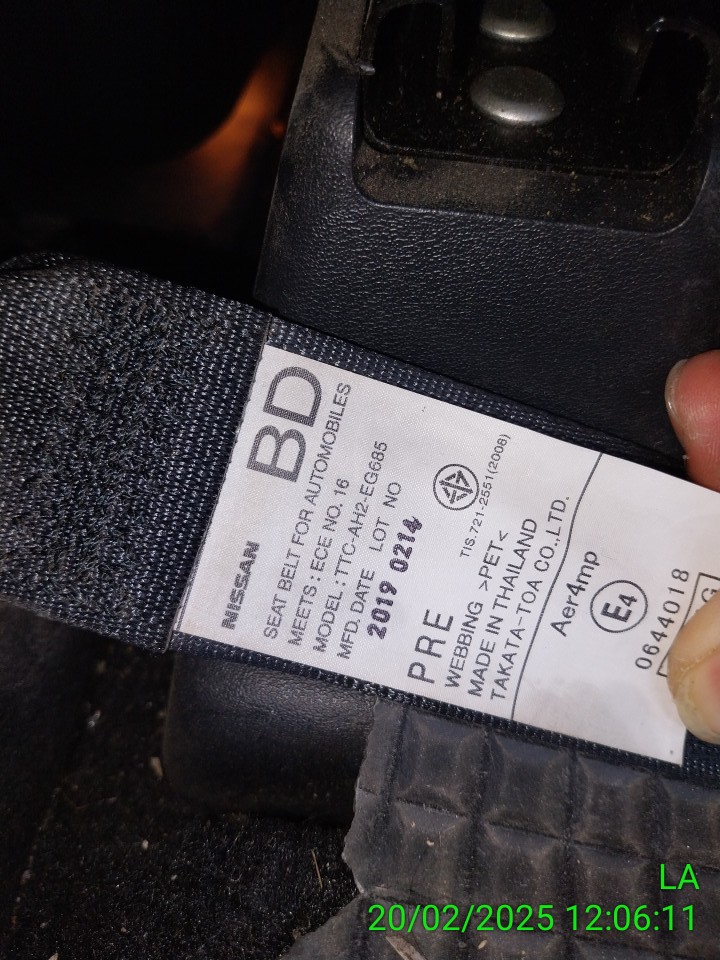 NISSAN BD
SEAT BELT FOR AUTOMOBILES
MEETS : ECE NO. 16
MODEL : TTC-AH2-EG685
MFD. DATE LOT NO
2019 0214
PRE
TIS.721-2551(2008)
WEBBING >PET<
MADE IN THAILAND
TAKATA-TOA CO.,LTD.
Aer4mp
E4
0644018
LA
20/02/2025 12:06:11